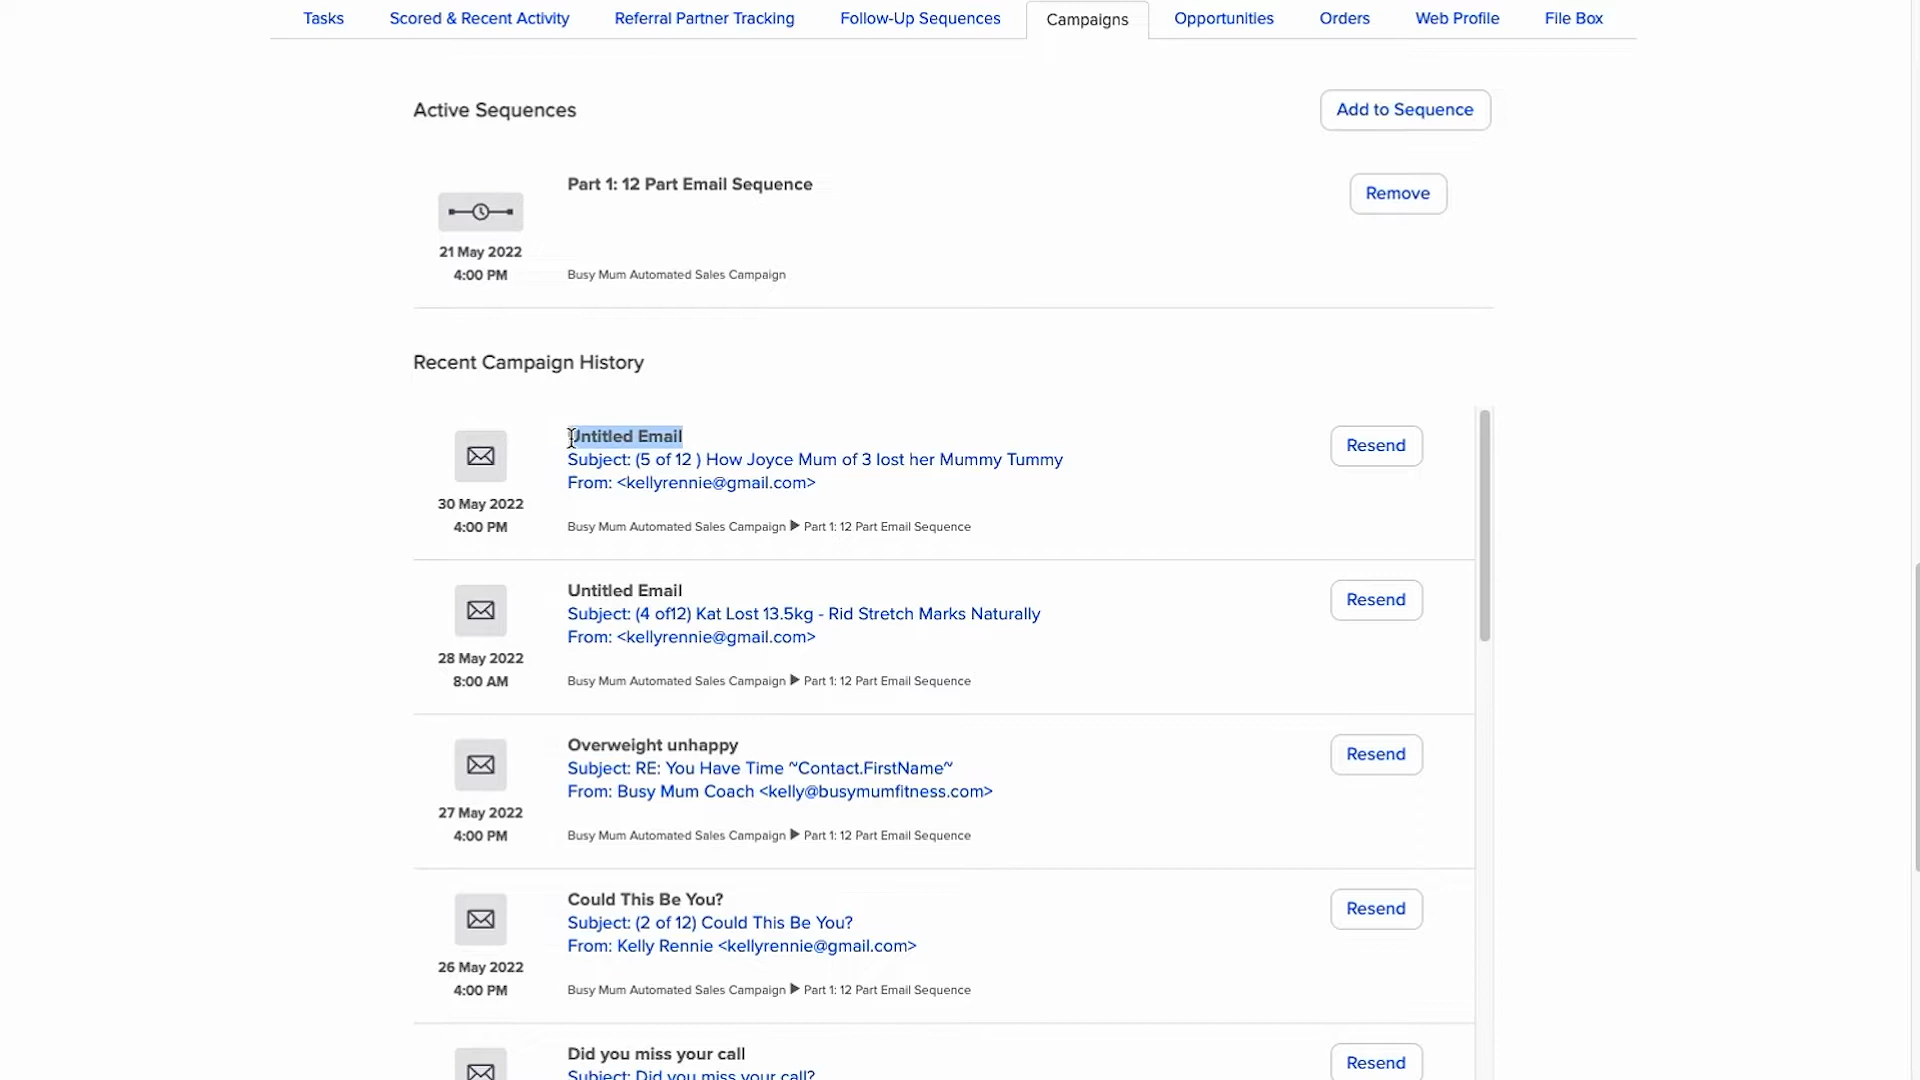 Tasks
Scored & Recent Activity
Referral Partner Tracking
Follow-Up Sequences
Campaigns
Opportunities
Orders
Web Profile
File Box
Active Sequences
Add to Sequence
Part 1: 12 Part Email Sequence
Remove
21 May 2022
4:00 PM
Busy Mum Automated Sales Campaign
Recent Campaign History
Untitled Email
Subject: (5 of 12 ) How Joyce Mum of 3 lost her Mummy Tummy
From: <kellyrennie@gmail.com>
Resend
30 May 2022
4:00 PM
Busy Mum Automated Sales Campaign ▶ Part 1: 12 Part Email Sequence
Untitled Email
Subject: (4 of12) Kat Lost 13.5kg - Rid Stretch Marks Naturally
From: <kellyrennie@gmail.com>
Resend
28 May 2022
8:00 AM
Busy Mum Automated Sales Campaign ▶ Part 1: 12 Part Email Sequence
Overweight unhappy
Subject: RE: You Have Time ~Contact.FirstName~
From: Busy Mum Coach <kelly@busymumfitness.com>
Resend
27 May 2022
4:00 PM
Busy Mum Automated Sales Campaign ▶ Part 1: 12 Part Email Sequence
Could This Be You?
Subject: (2 of 12) Could This Be You?
From: Kelly Rennie <kellyrennie@gmail.com>
Resend
26 May 2022
4:00 PM
Busy Mum Automated Sales Campaign ▶ Part 1: 12 Part Email Sequence
Did you miss your call
Subject: Did you miss your call?
Resend